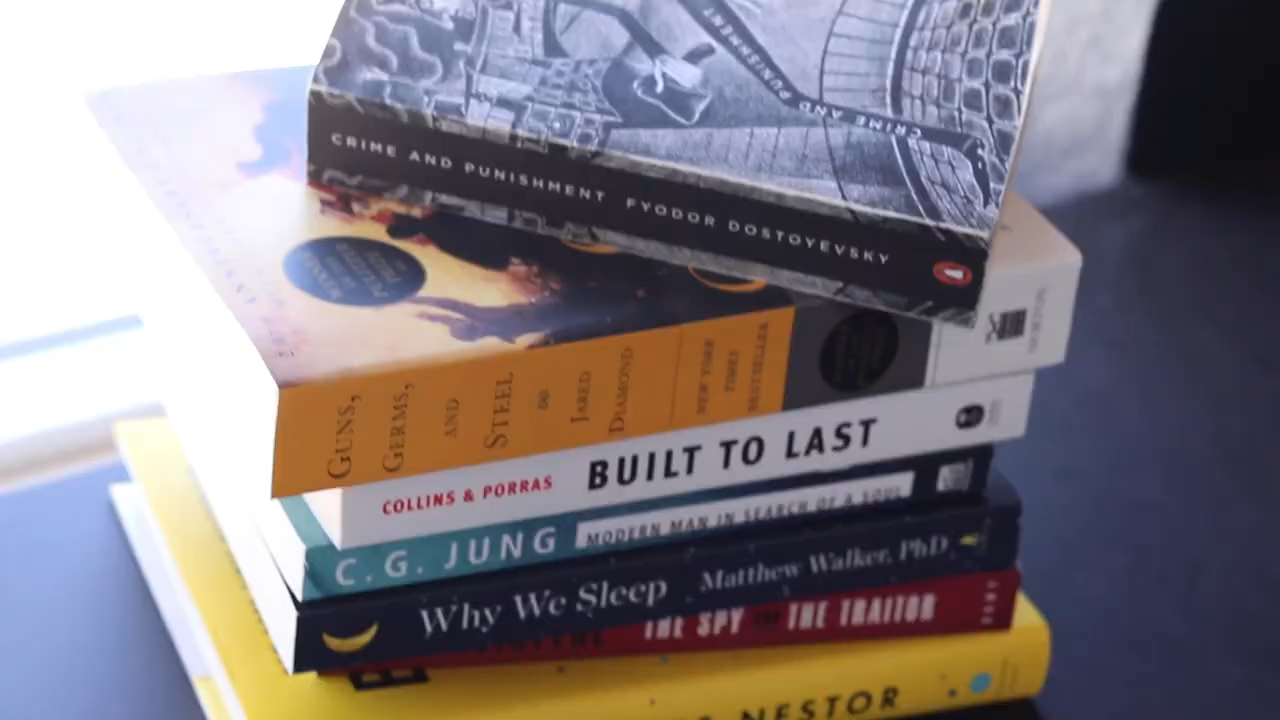 CRIME AND PUNISHMENT
CRIME AND PUNISHMENT FYODOR DOSTOYEVSKY
GUNS, GERMS, AND STEEL JARED DIAMOND NEW YORK TIMES BESTSELLER
COLLINS & PORRAS BUILT TO LAST
C.G. JUNG MODERN MAN IN SEARCH OF A SOUL
Why We Sleep Matthew Walker, PhD
THE SPY AND THE TRAITOR
NESTOR